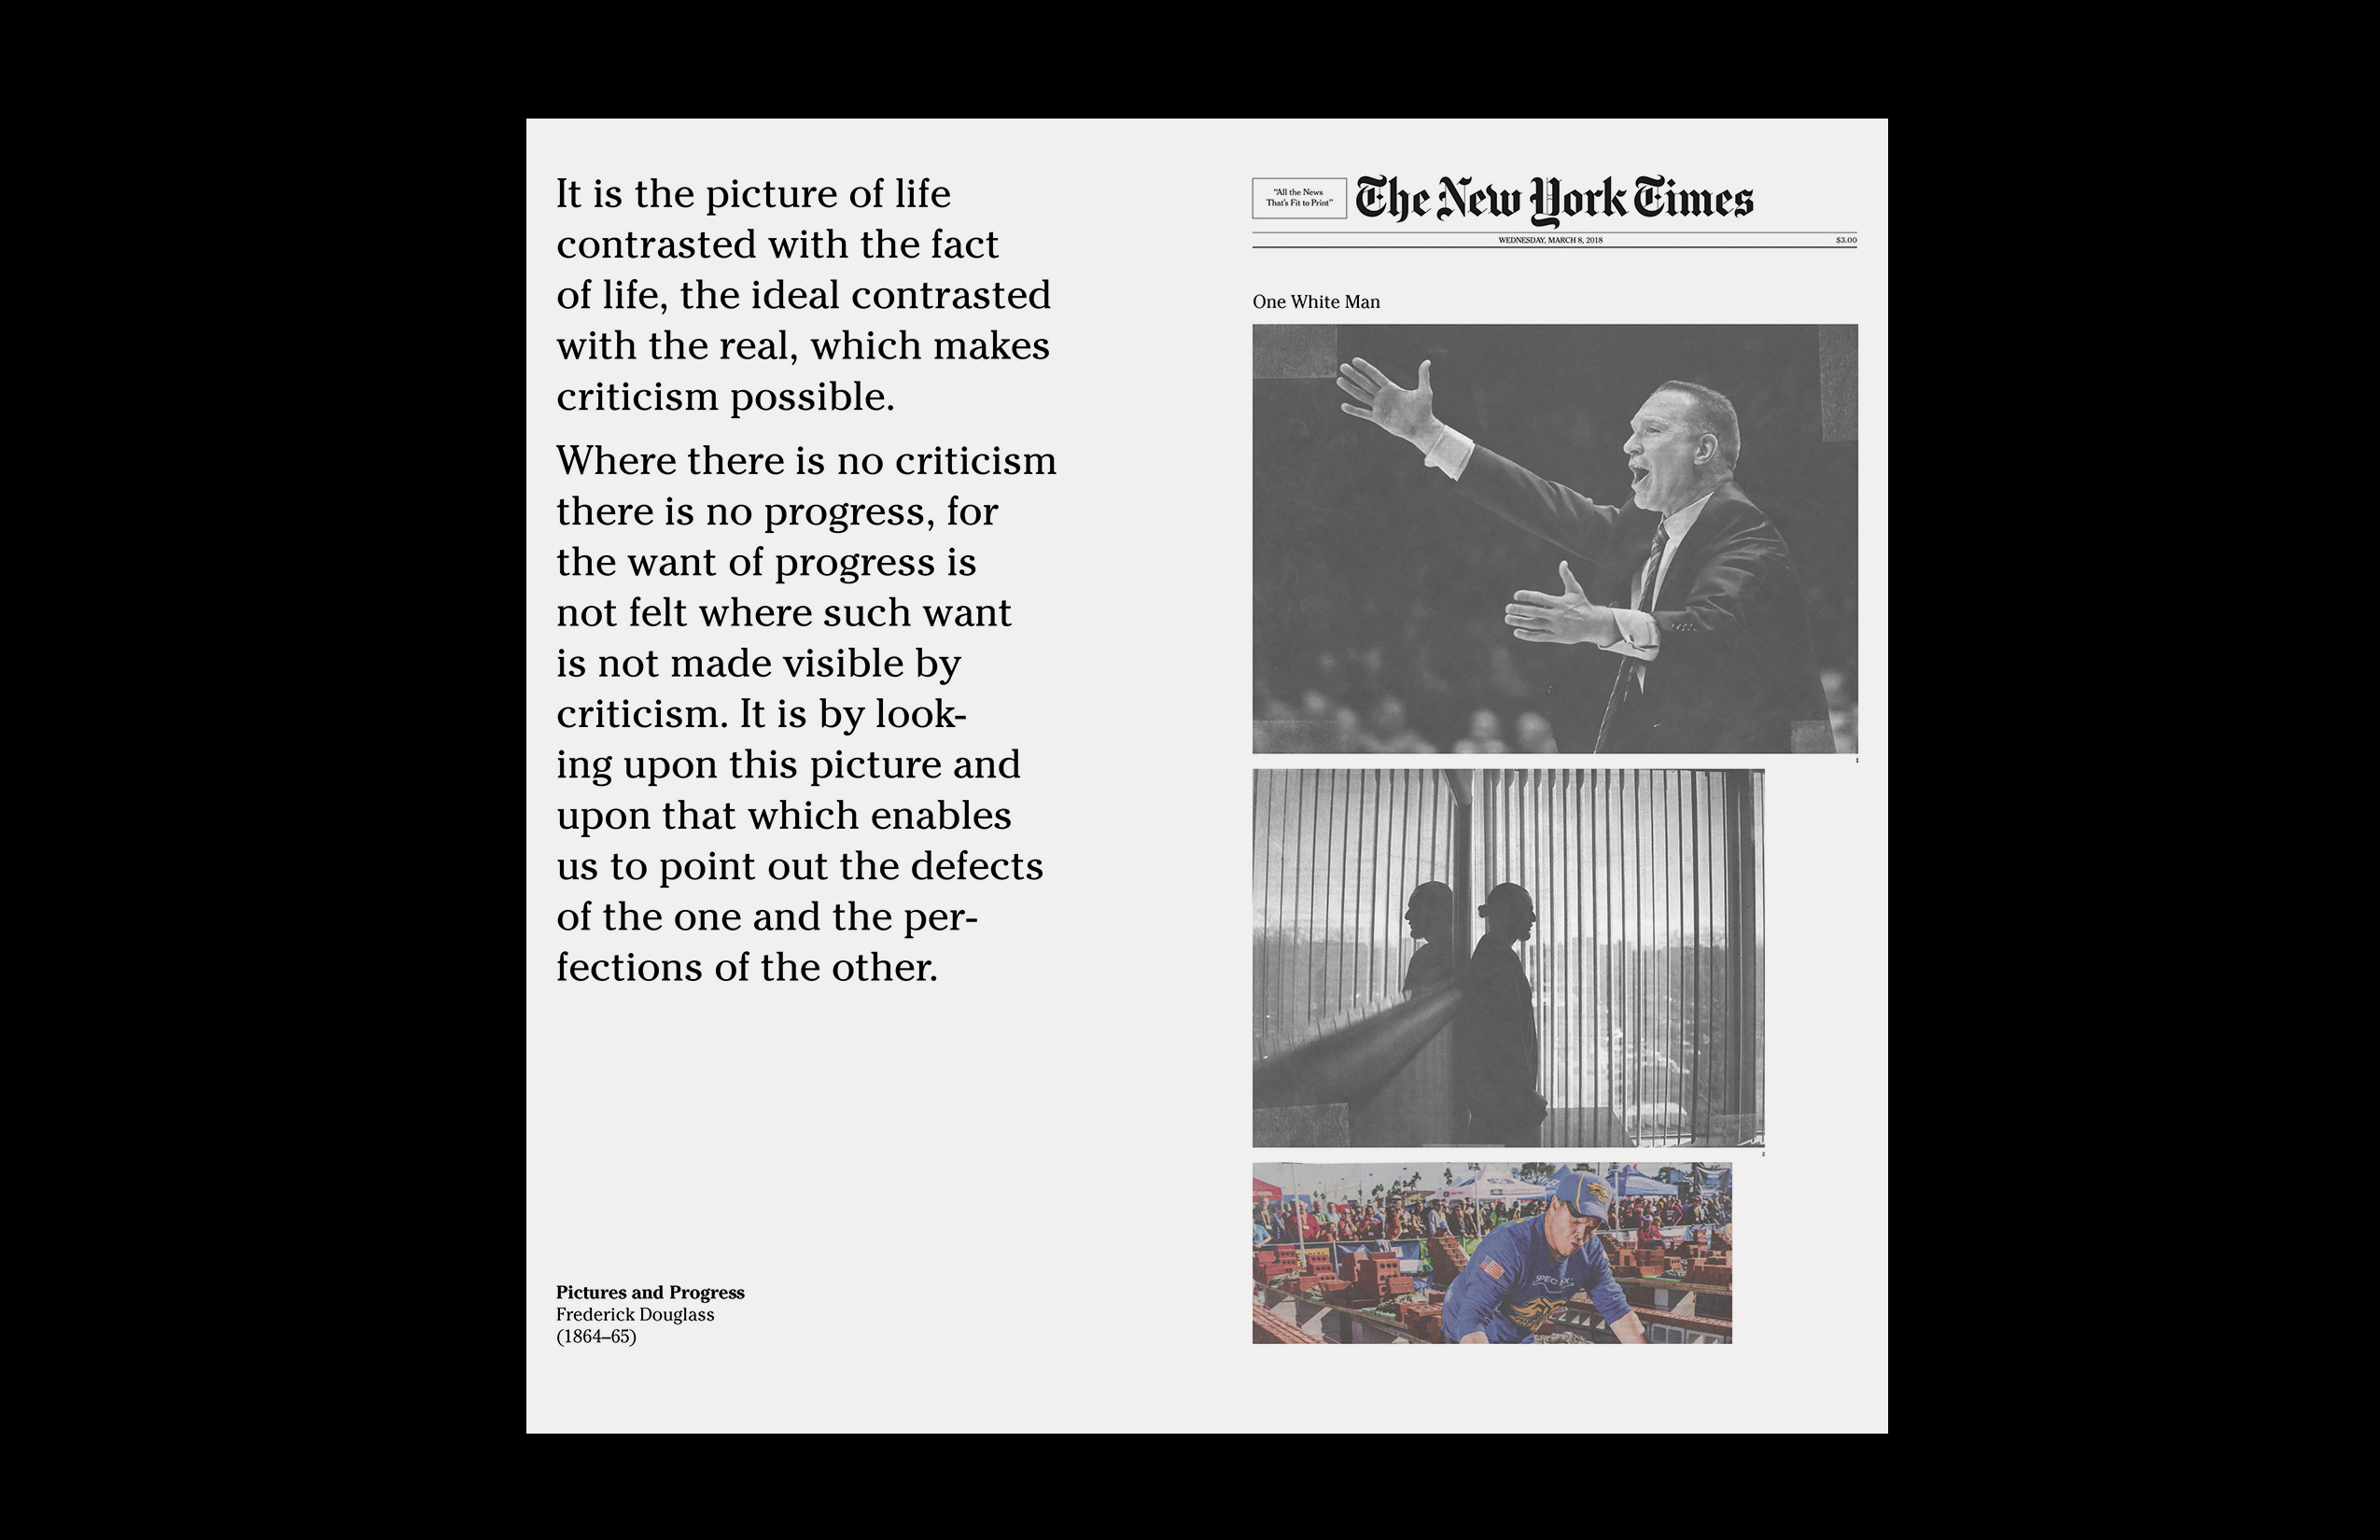 It is the picture of life
contrasted with the fact
of life, the ideal contrasted
with the real, which makes
criticism possible.
Where there is no criticism
there is no progress, for
the want of progress is
not felt where such want
is not made visible by
criticism. It is by look-
ing upon this picture and
upon that which enables
us to point out the defects
of the one and the per-
fections of the other.
Pictures and Progress
Frederick Douglass
(1864–65)
“All the News
That’s Fit to Print”
The New York Times
WEDNESDAY, MARCH 8, 2018
$3.00
One White Man
1
2